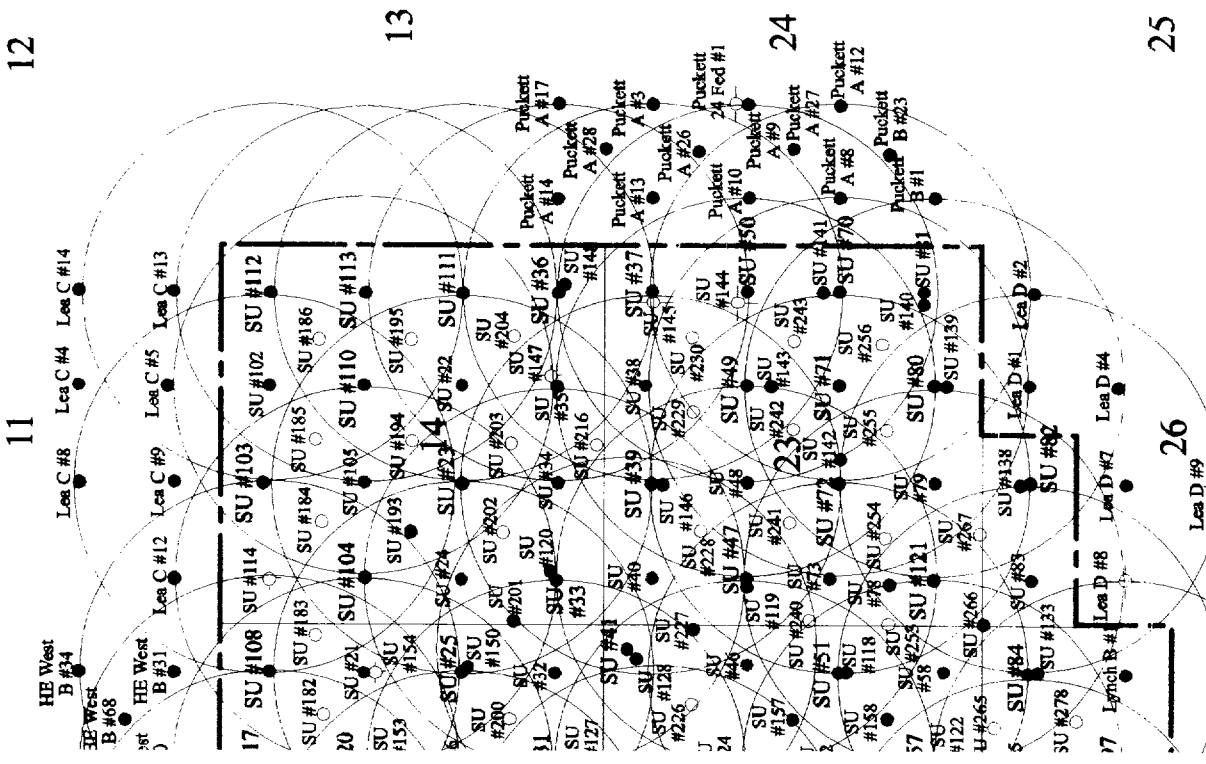 11
12
HE West
B #34
Lea C #8
Lea C #4
Lea C #14
B #68
HE West
B #31
Lea C #12
Lea C #9
Lea C #5
Lea C #13
SU #108
SU #114
SU #103
SU #102
SU #112
SU #182
SU #183
SU #184
SU #185
SU #186
SU #21
SU #104
SU #105
SU #110
SU #113
SU
#153
SU
#154
SU #193
SU #194
SU #195
13
14
SU #25
SU #24
SU #23
SU #22
SU #111
SU
#150
SU
#200
SU
#201
SU
#202
SU
#203
SU
#204
SU
#147
SU
#120
SU #32
SU #33
SU #34
SU #35
SU #36
SU
#127
SU
#216
Puckett
A #14
Puckett
A #17
Puckett
A #28
SU #41
SU #40
SU #39
SU #38
SU #37
Puckett
A #13
Puckett
A #3
SU
#128
SU
#226
SU
#227
SU
#228
SU
#146
SU
#229
SU
#230
SU
#145
Puckett
A #26
SU
#144
SU #46
SU #47
SU #48
SU #49
SU #50
Puckett
A #10
Puckett
24 Fed #1
SU
#157
SU
#119
SU
#240
SU
#241
SU
#242
SU
#143
SU
#243
Puckett
A #9
Puckett
A #27
23
24
SU #51
SU #73
SU #72
SU #71
SU #70
SU #141
SU
#142
Puckett
A #8
Puckett
A #12
SU
#118
SU
#158
SU
#78
SU
#254
SU
#255
SU
#256
SU
#140
Puckett
B #1
Puckett
B #23
SU
#253
SU #58
SU #121
SU #79
SU #80
SU #81
SU
#122
SU
#139
SU
#267
SU #266
SU #84
SU #83
SU #138
SU #82
Lea D #1
Lea D #2
SU
#133
SU
#278
Lea D #8
Lea D #7
Lea D #4
25
26
Lea D #9